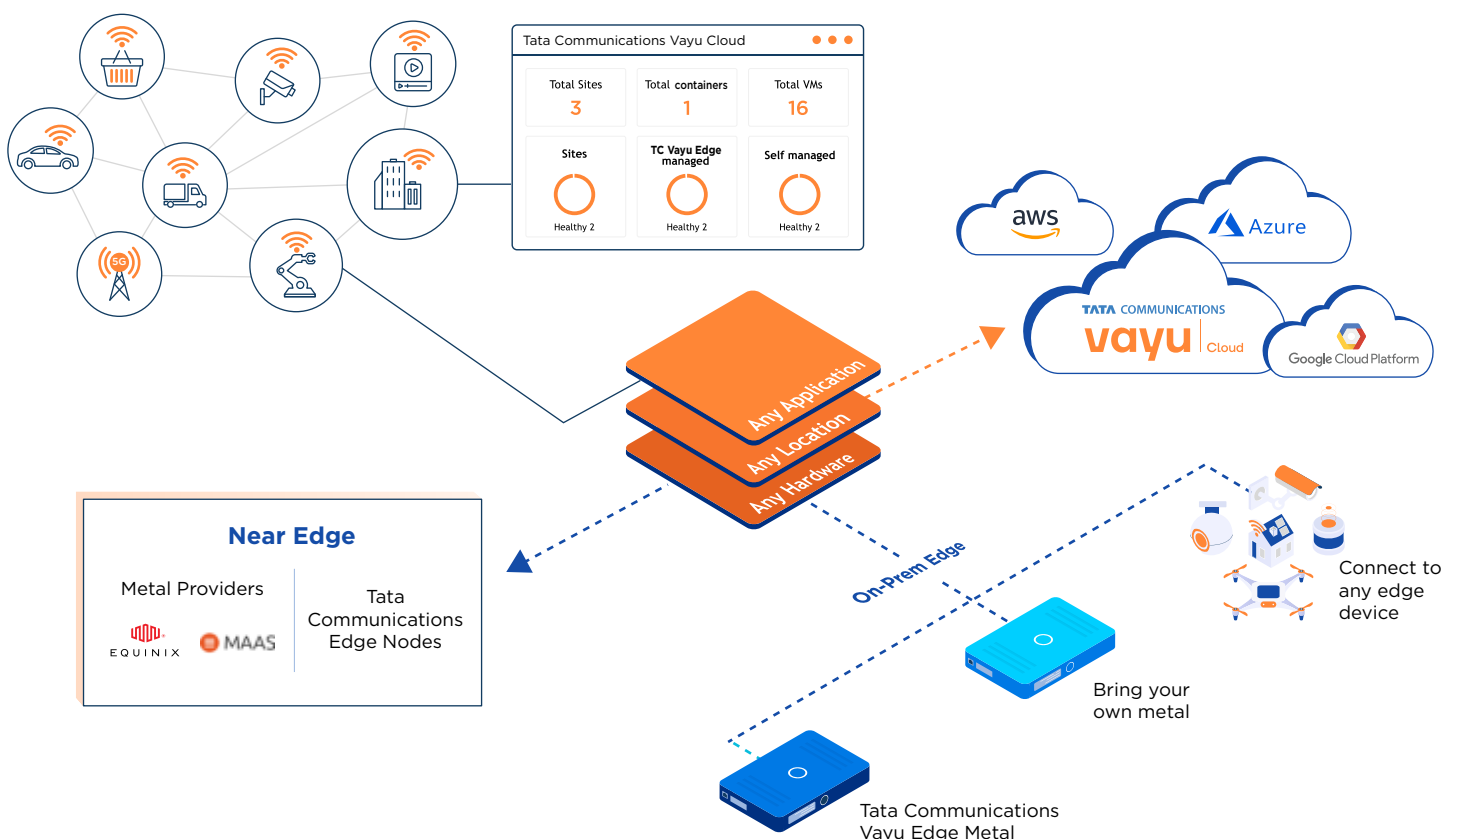 Tata Communications Vayu Cloud
Total Sites
3
Total containers
1
Total VMs
16
Sites
Healthy 2
TC Vayu Edge
managed
Healthy 2
Self managed
Healthy 2
5G
aws
Azure
TATA COMMUNICATIONS
vayu
Cloud
Google Cloud Platform
Any Application
Any Location
Any Hardware
Near Edge
Metal Providers
EQUINIX
MAAS
Tata
Communications
Edge Nodes
On-Prem Edge
Connect to
any edge
device
Bring your
own metal
Tata Communications
Vayu Edge Metal